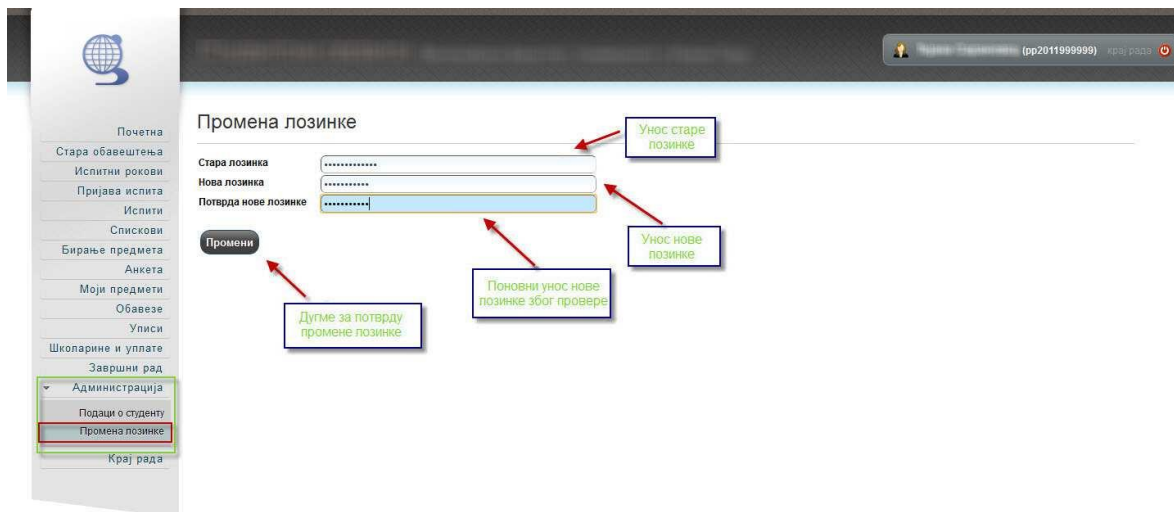 (pp2011999999) крај рада
Почетна
Стара обавештења
Испитни рокови
Пријава испита
Испити
Спискови
Бирање предмета
Анкета
Моји предмети
Обавезе
Уписи
Школарине и уплате
Завршни рад
Администрација
Подаци о студенту
Промена лозинке
Крај рада
Промена лозинке
Стара лозинка
Нова лозинка
Потврда нове лозинке
Промени
Унос старе
лозинке
Унос нове
лозинке
Поновни унос нове
лозинке због провере
Дугме за потврду
промене лозинке